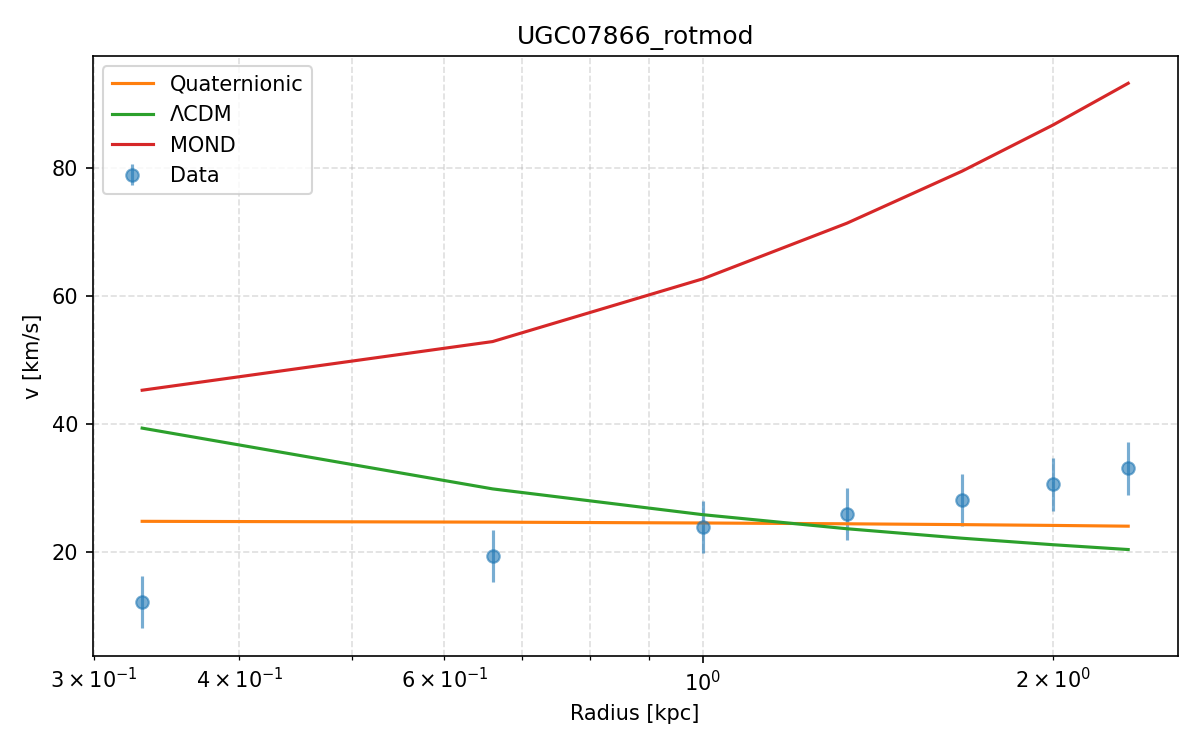 UGC07866_rotmod
Quaternionic
ΛCDM
MOND
Data
80
60
40
20
v [km/s]
3 × 10⁻¹
4 × 10⁻¹
6 × 10⁻¹
10⁰
2 × 10⁰
Radius [kpc]